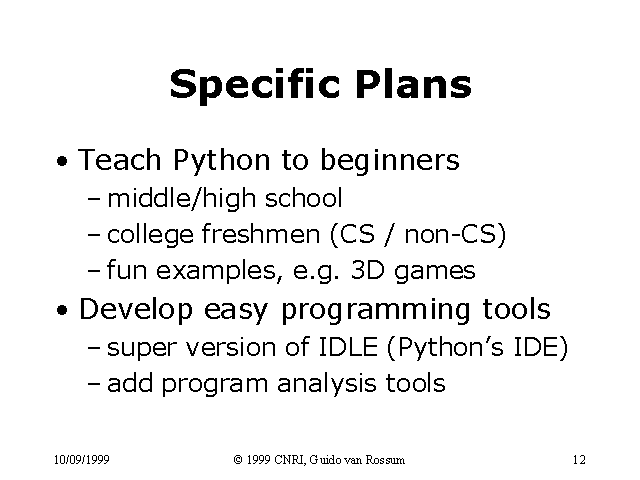 Specific Plans
• Teach Python to beginners
– middle/high school
– college freshmen (CS / non-CS)
– fun examples, e.g. 3D games
• Develop easy programming tools
– super version of IDLE (Python’s IDE)
– add program analysis tools
10/09/1999 © 1999 CNRI, Guido van Rossum 12